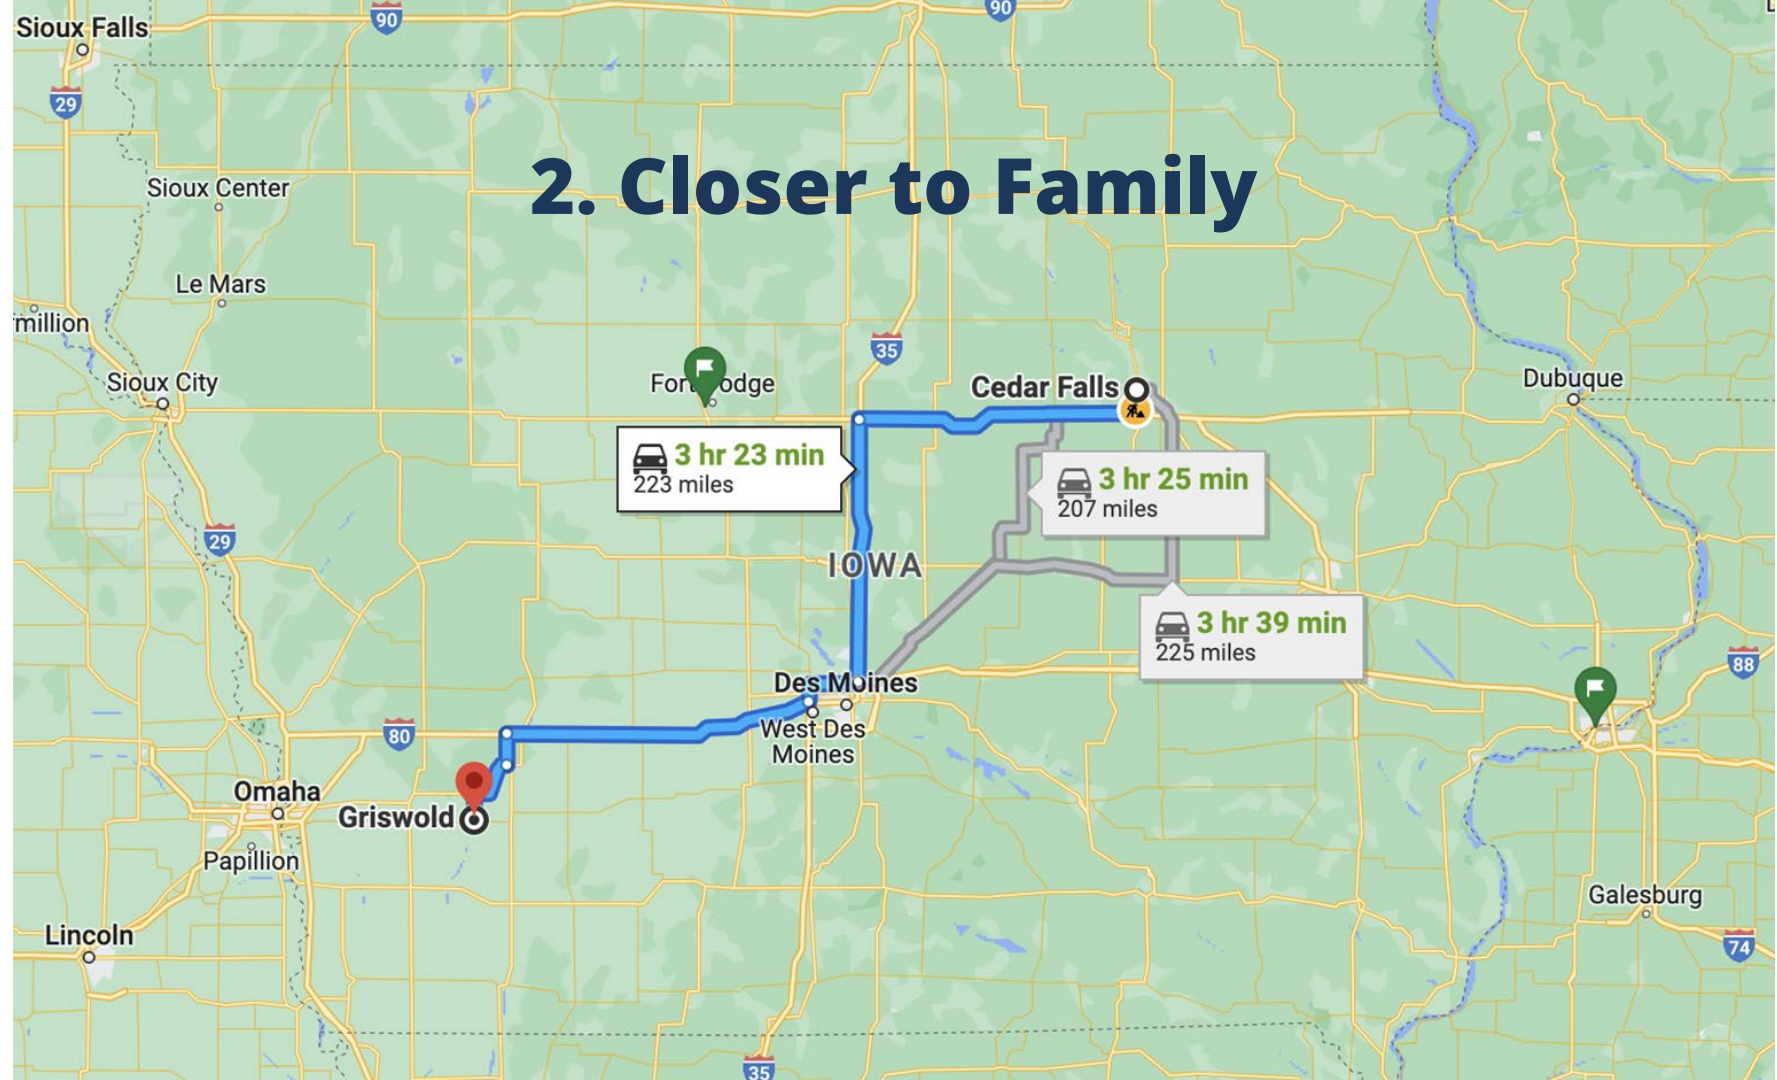 90
90
Sioux Falls
29
2. Closer to Family
Sioux Center
Le Mars
million
35
Sioux City
Cedar Falls
Dubuque
3 hr 23 min
223 miles
3 hr 25 min
207 miles
29
IOWA
3 hr 39 min
225 miles
88
Des Moines
80
West Des
Moines
Omaha
Griswold
Papillion
Galesburg
Lincoln
74
35